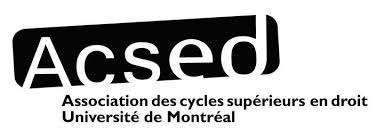 Acsed
Association des cycles supérieurs en droit
Université de Montréal